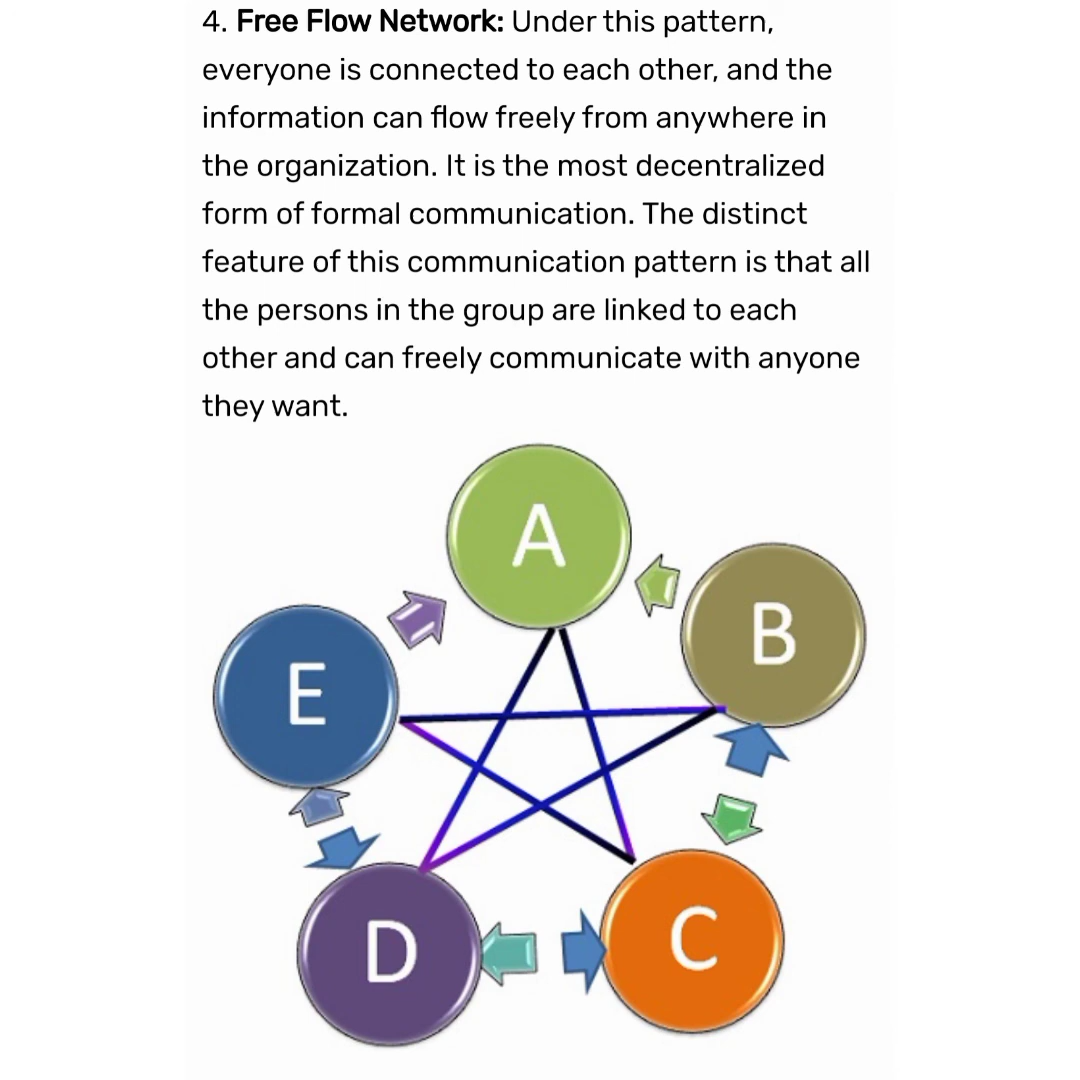 4. Free Flow Network: Under this pattern,
everyone is connected to each other, and the
information can flow freely from anywhere in
the organization. It is the most decentralized
form of formal communication. The distinct
feature of this communication pattern is that all
the persons in the group are linked to each
other and can freely communicate with anyone
they want.
A
B
E
D
C